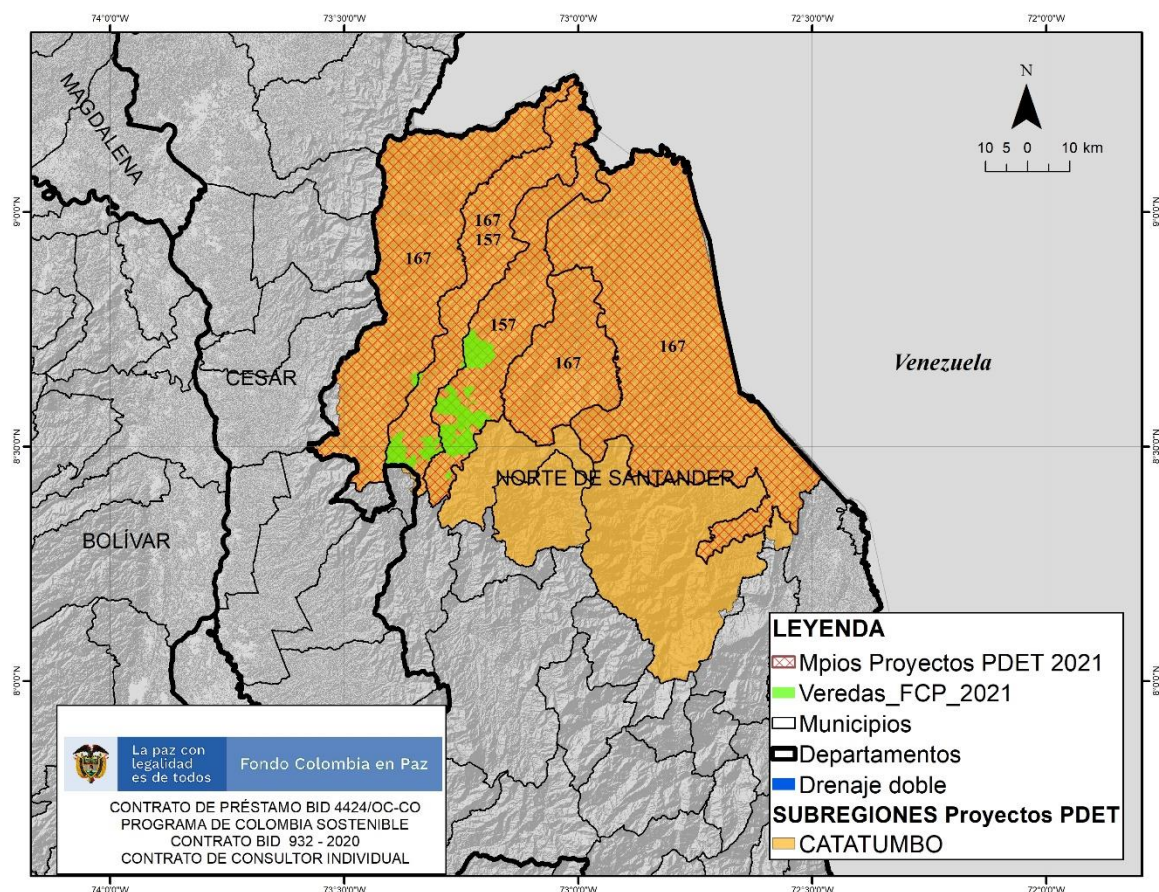 74°0'0"W
73°30'0"W
73°0'0"W
72°30'0"W
72°0'0"W
MAGDALENA
N
10 5 0 10 km
9°0'0"N
9°0'0"N
167
157
167
157
167
167
Venezuela
CESAR
8°30'0"N
8°30'0"N
NORTE DE SANTANDER
BOLÍVAR
8°0'0"N
8°0'0"N
LEYENDA
Mpios Proyectos PDET 2021
Veredas_FCP_2021
Municipios
Departamentos
Drenaje doble
SUBREGIONES Proyectos PDET
CATATUMBO
La paz con
legalidad
es de todos
Fondo Colombia en Paz
CONTRATO DE PRÉSTAMO BID 4424/OC-CO
PROGRAMA DE COLOMBIA SOSTENIBLE
CONTRATO BID 932 - 2020
CONTRATO DE CONSULTOR INDIVIDUAL
74°0'0"W
73°30'0"W
73°0'0"W
72°30'0"W
72°0'0"W